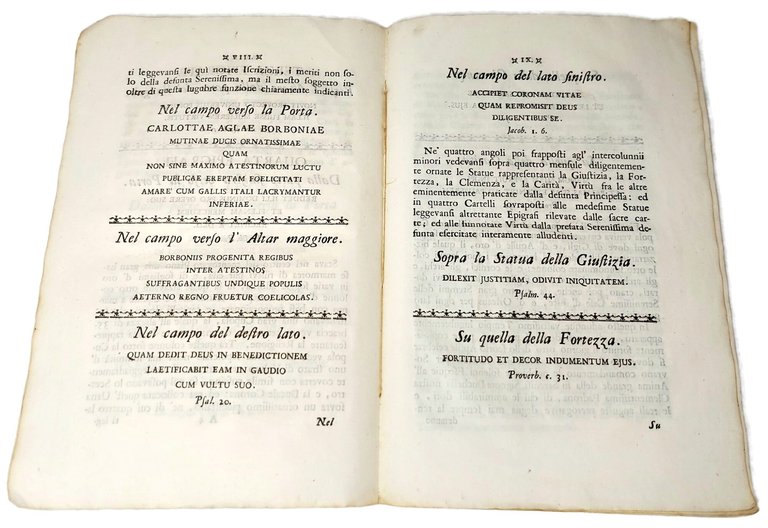 VIII.
ti leggevansi le quì notate Iscrizioni, i meriti non so-
lo della defunta Serenissima, ma il mesto soggetto in-
oltre di questa lugubre funzione chiaramente indicanti.
Nel campo verso la Porta.
CARLOTTAE AGLAE BORBONIAE
MUTINAE DUCIS ORNATISSIMAE
QUAM
NON SINE MAXIMO ATESTINORUM LUCTU
PUBLICAE EREPTAM FOELICITATI
AMARE CUM GALLIS ITALI LACRYMANTUR
INFERIAE.
Nel campo verso l' Altar maggiore.
BORBONIS PROGENITA REGIBUS
INTER ATESTINOS
SUFFRAGANTIBUS UNDIQUE POPULIS
AETERNO REGNO FRUETUR COELICOLAS.
Nel campo del destro lato.
QUAM DEDIT DEUS IN BENEDICTIONEM
LAETIFICABIT EAM IN GAUDIO
CUM VULTU SUO.
Psal. 20.
Nel
IX.
Nel campo del lato sinistro.
ACCIPIET CORONAM VITAE
QUAM REPROMISIT DEUS
DILIGENTIBUS SE.
Jacob. 1. 6.
Ne' quattro angoli poi frapposti agl' intercolunnii
minori vedevansi sopra quattro mensule diligentemen-
te ornate le Statue rappresentanti la Giustizia, la For-
tezza, la Clemenza, e la Carità, Virtù fra le altre
eminentemente praticate dalla defunta Principessa: ed
in quattro Cartelli sovraposti alle medesime Statue
leggevansi altrettante Epigrafi rilevate dalle sacre car-
te; ed alle sunnotate Virtù dalla prefata Serenissima de-
funta esercitate interamente alludenti.
Sopra la Statua della Giustizia.
DILEXIT JUSTITIAM, ODIVIT INIQUITATEM.
Psalm. 44.
Su quella della Fortezza.
FORTITUDO ET DECOR INDUMENTUM EJUS.
Proverb. c. 31.
Su